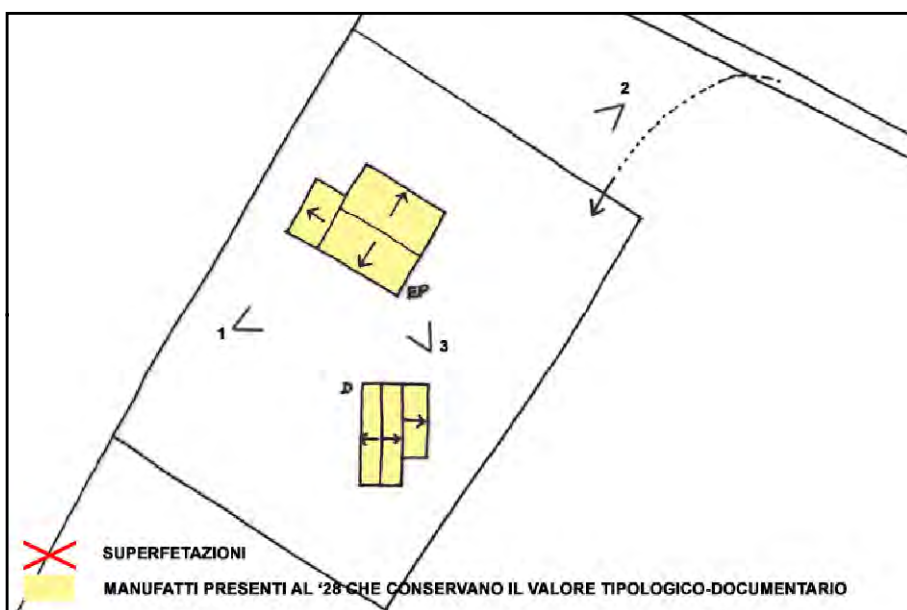 2
EP
1
3
D
SUPERFETAZIONI
MANUFATTI PRESENTI AL '28 CHE CONSERVANO IL VALORE TIPOLOGICO-DOCUMENTARIO